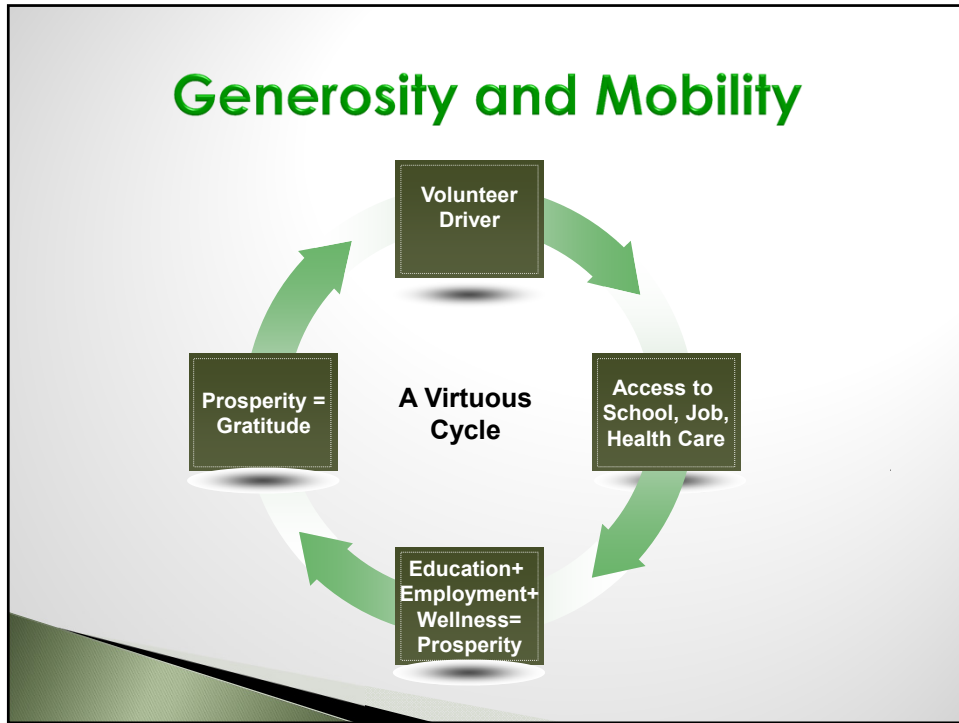 Generosity and Mobility
Volunteer
Driver
Access to
School, Job,
Health Care
Education+
Employment+
Wellness=
Prosperity
Prosperity =
Gratitude
A Virtuous
Cycle